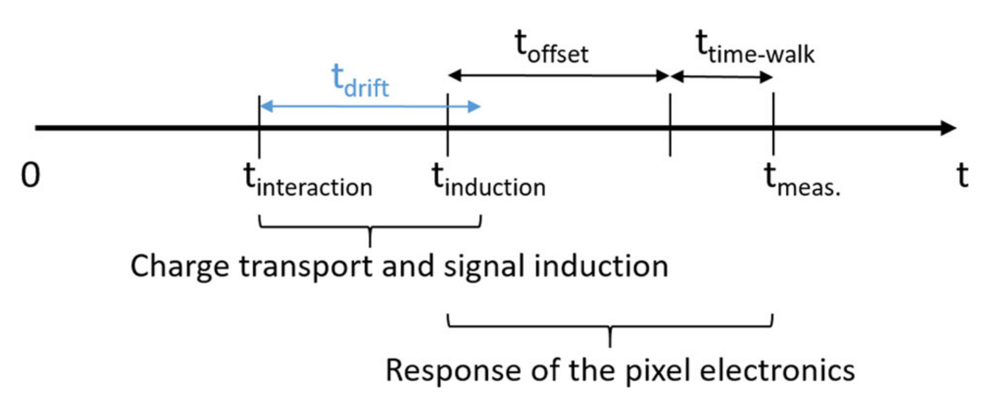 t_offset t_time-walk
t_drift
0 t_interaction t_induction t_meas. t
Charge transport and signal induction
Response of the pixel electronics